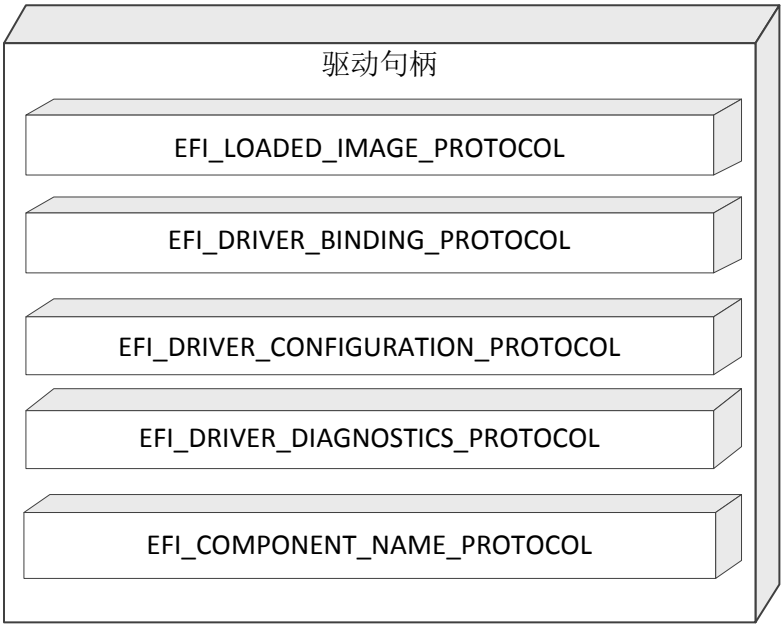 驱动句柄
EFI_LOADED_IMAGE_PROTOCOL
EFI_DRIVER_BINDING_PROTOCOL
EFI_DRIVER_CONFIGURATION_PROTOCOL
EFI_DRIVER_DIAGNOSTICS_PROTOCOL
EFI_COMPONENT_NAME_PROTOCOL